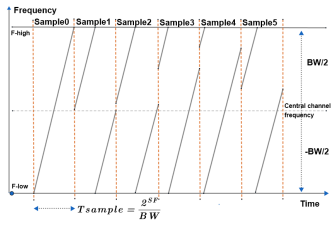 Frequency
Sample0 Sample1 Sample2 Sample3 Sample4 Sample5
F-high
BW/2
Central channel
frequency
-BW/2
F-low
Time
Tsample = 2^SF / BW